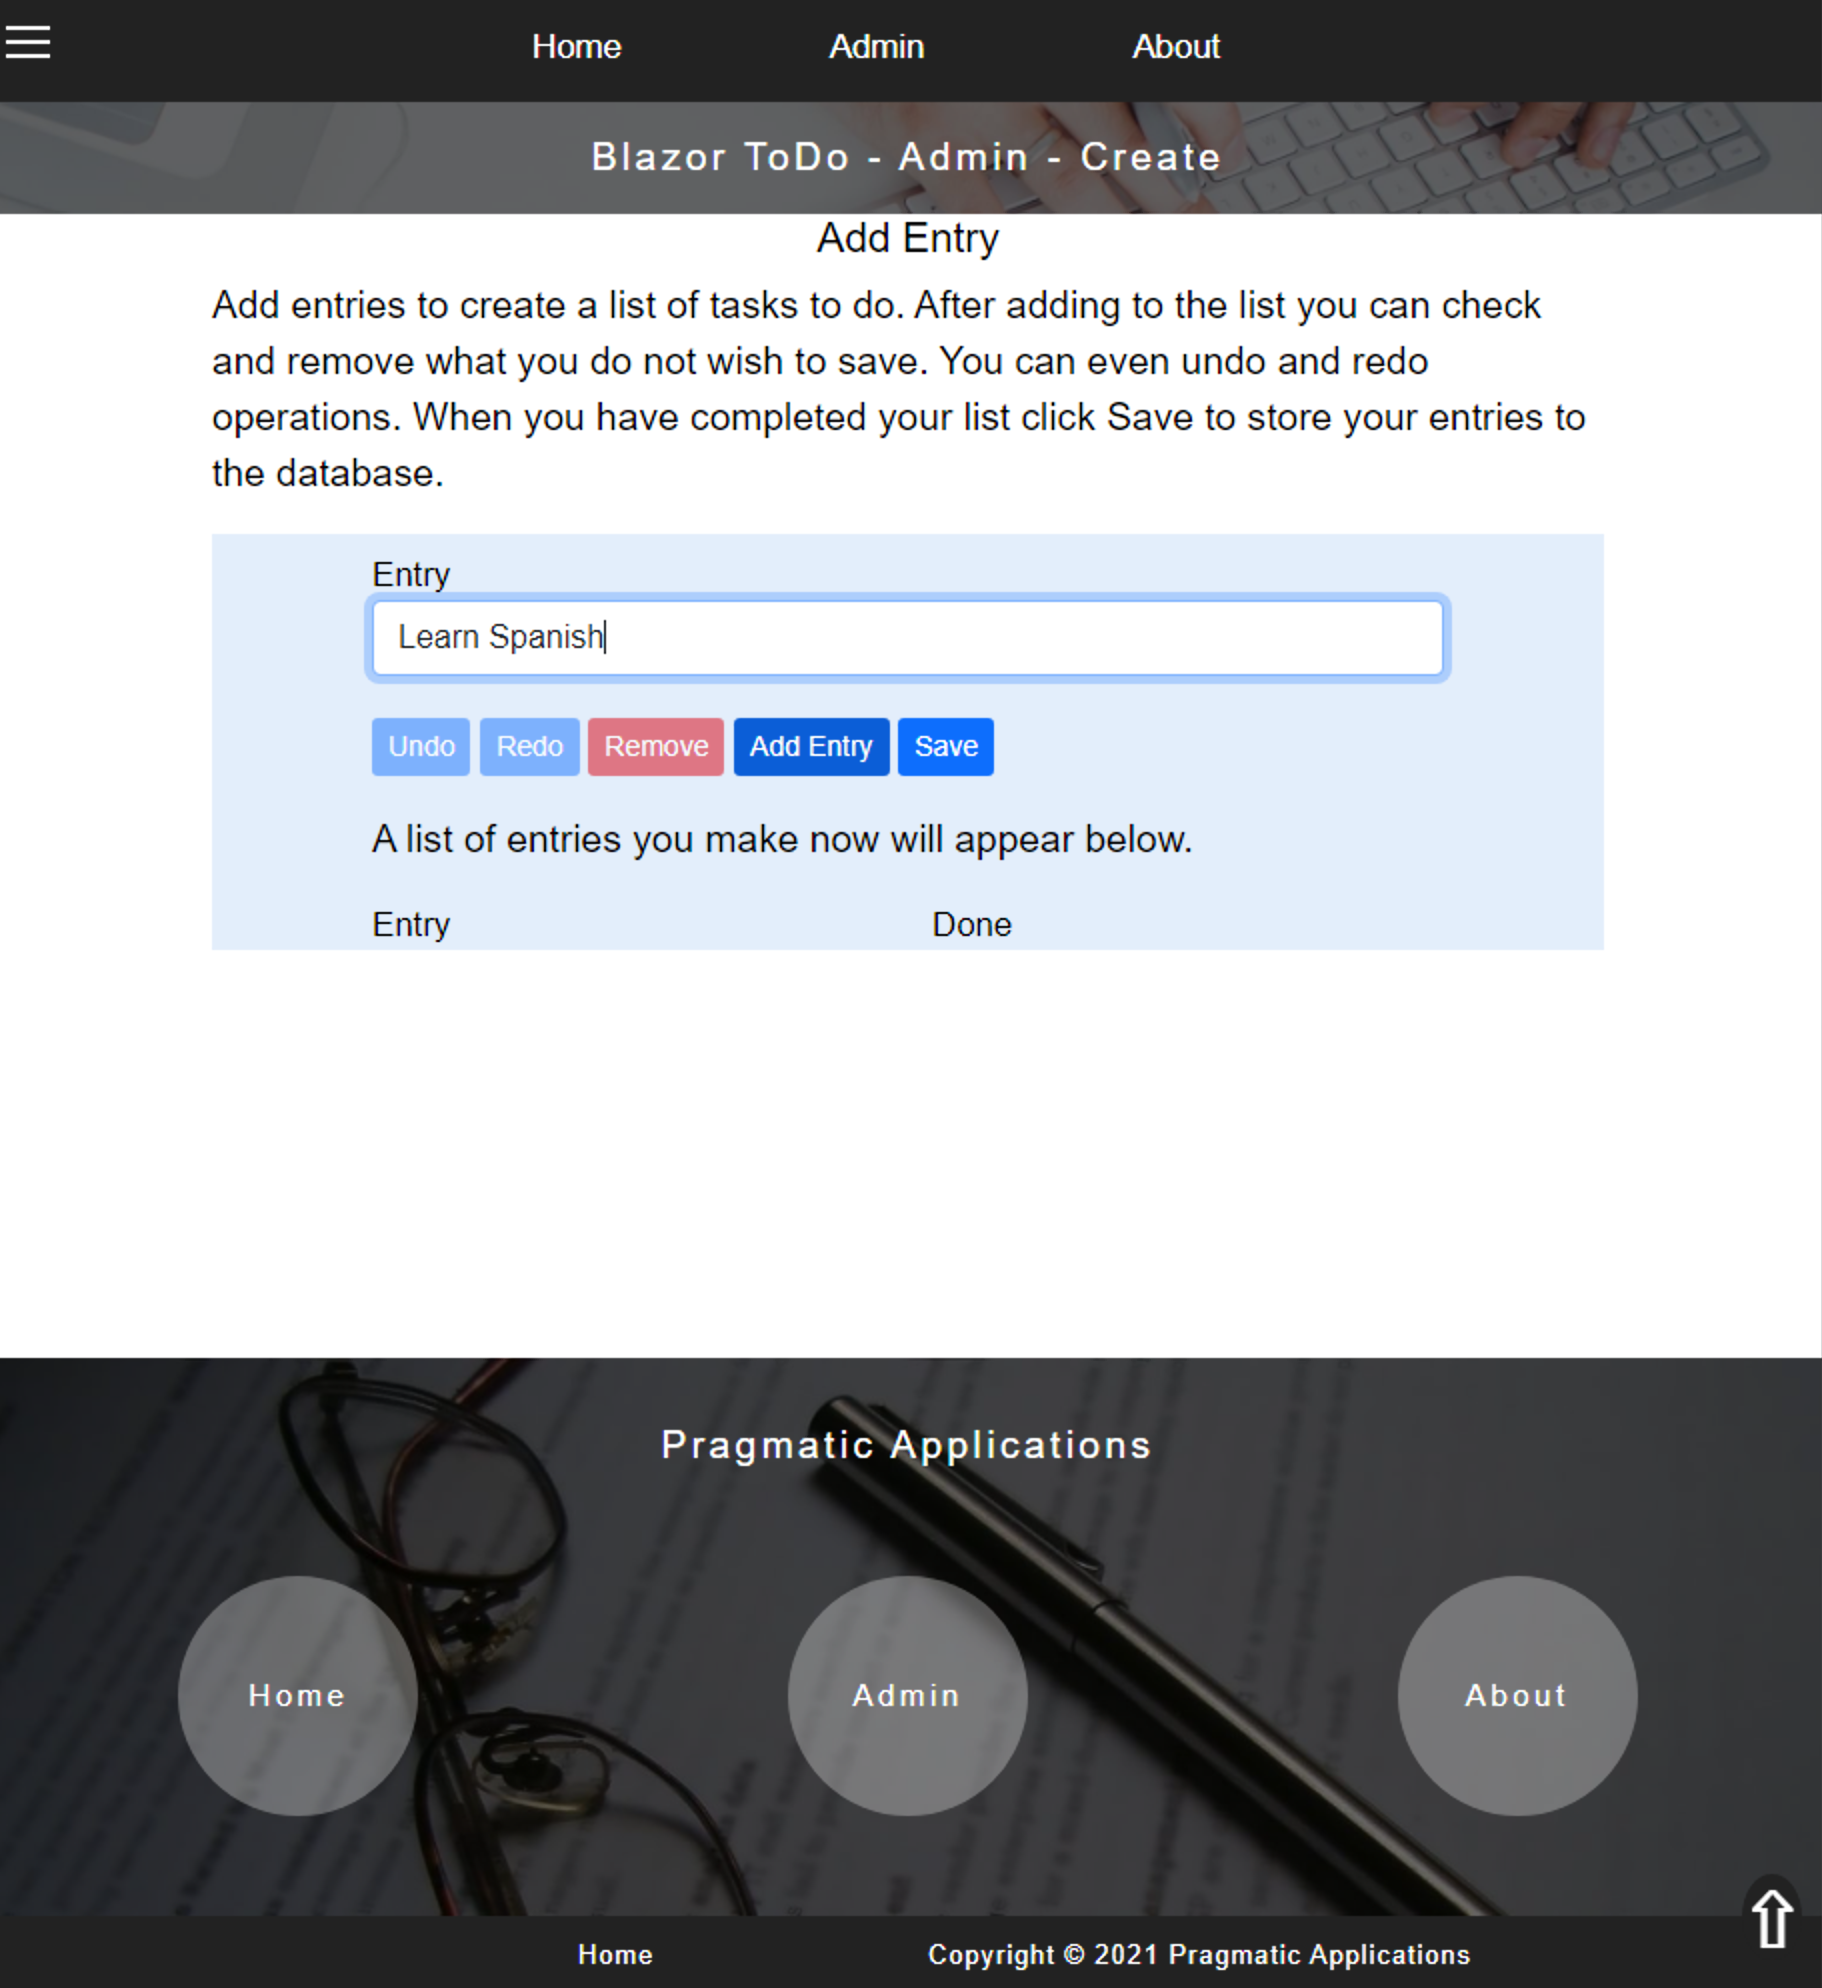 Home Admin About
Blazor ToDo - Admin - Create
Add Entry
Add entries to create a list of tasks to do. After adding to the list you can check
and remove what you do not wish to save. You can even undo and redo
operations. When you have completed your list click Save to store your entries to
the database.
Entry
Learn Spanish
Undo Redo Remove Add Entry Save
A list of entries you make now will appear below.
Entry Done
Pragmatic Applications
Home Admin About
Home Copyright © 2021 Pragmatic Applications